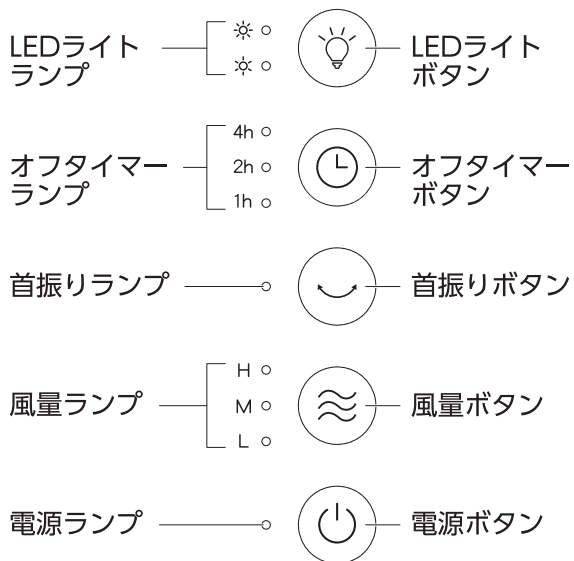 LEDライト
ランプ
LEDライト
ボタン
オフタイマー
ランプ
4h
2h
1h
オフタイマー
ボタン
首振りランプ
首振りボタン
風量ランプ
H
M
L
風量ボタン
電源ランプ
電源ボタン